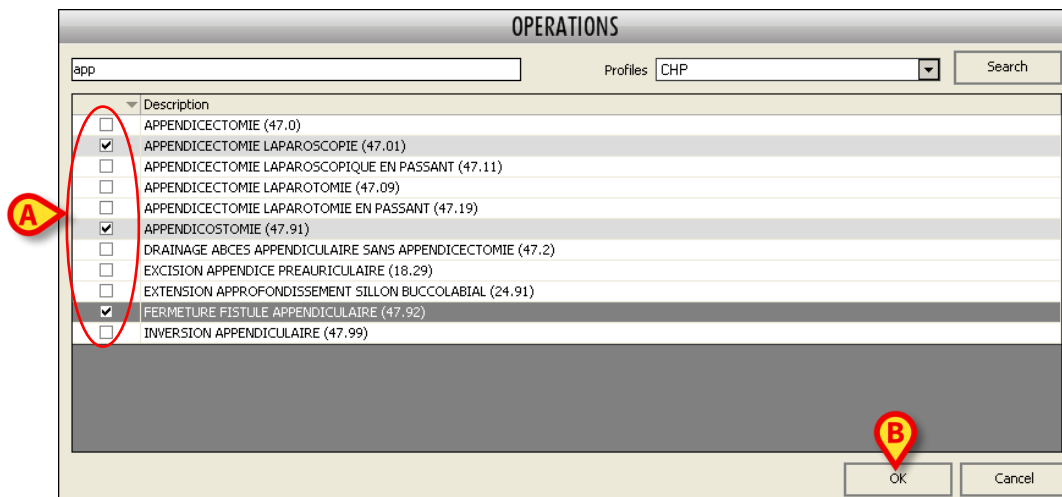 OPERATIONS
app Profiles CHP Search
Description
APPENDICECTOMIE (47.0)
APPENDICECTOMIE LAPAROSCOPIE (47.01)
APPENDICECTOMIE LAPAROSCOPIQUE EN PASSANT (47.11)
APPENDICECTOMIE LAPAROTOMIE (47.09)
APPENDICECTOMIE LAPAROTOMIE EN PASSANT (47.19)
A
APPENDICOSTOMIE (47.91)
DRAINAGE ABCES APPENDICULAIRE SANS APPENDICECTOMIE (47.2)
EXCISION APPENDICE PREAURICULAIRE (18.29)
EXTENSION APPROFONDISSEMENT SILLON BUCCOLABIAL (24.91)
FERMETURE FISTULE APPENDICULAIRE (47.92)
INVERSION APPENDICULAIRE (47.99)
B
OK Cancel